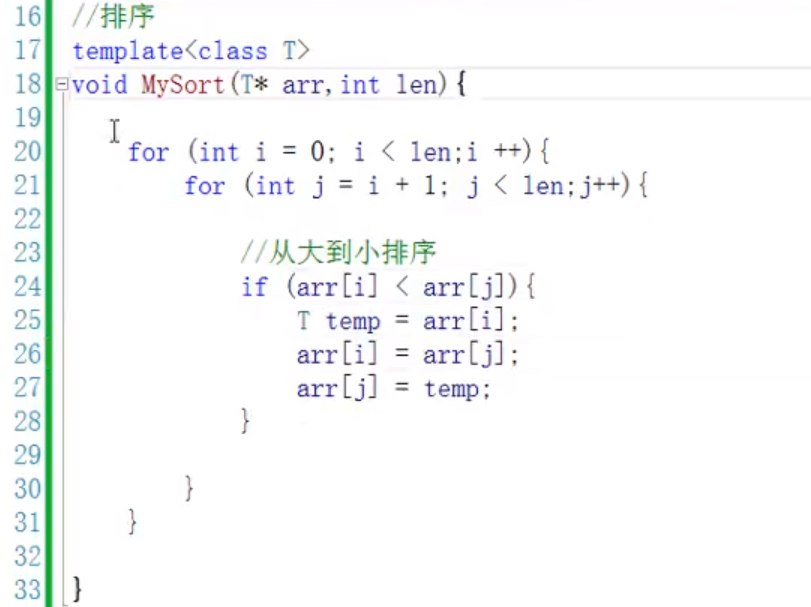 16 //排序
17 template<class T>
18 void MySort(T* arr,int len){
19
20 for (int i = 0; i < len;i ++){
21 for (int j = i + 1; j < len;j++){
22
23 //从大到小排序
24 if (arr[i] < arr[j]){
25 T temp = arr[i];
26 arr[i] = arr[j];
27 arr[j] = temp;
28 }
29
30 }
31 }
32
33 }